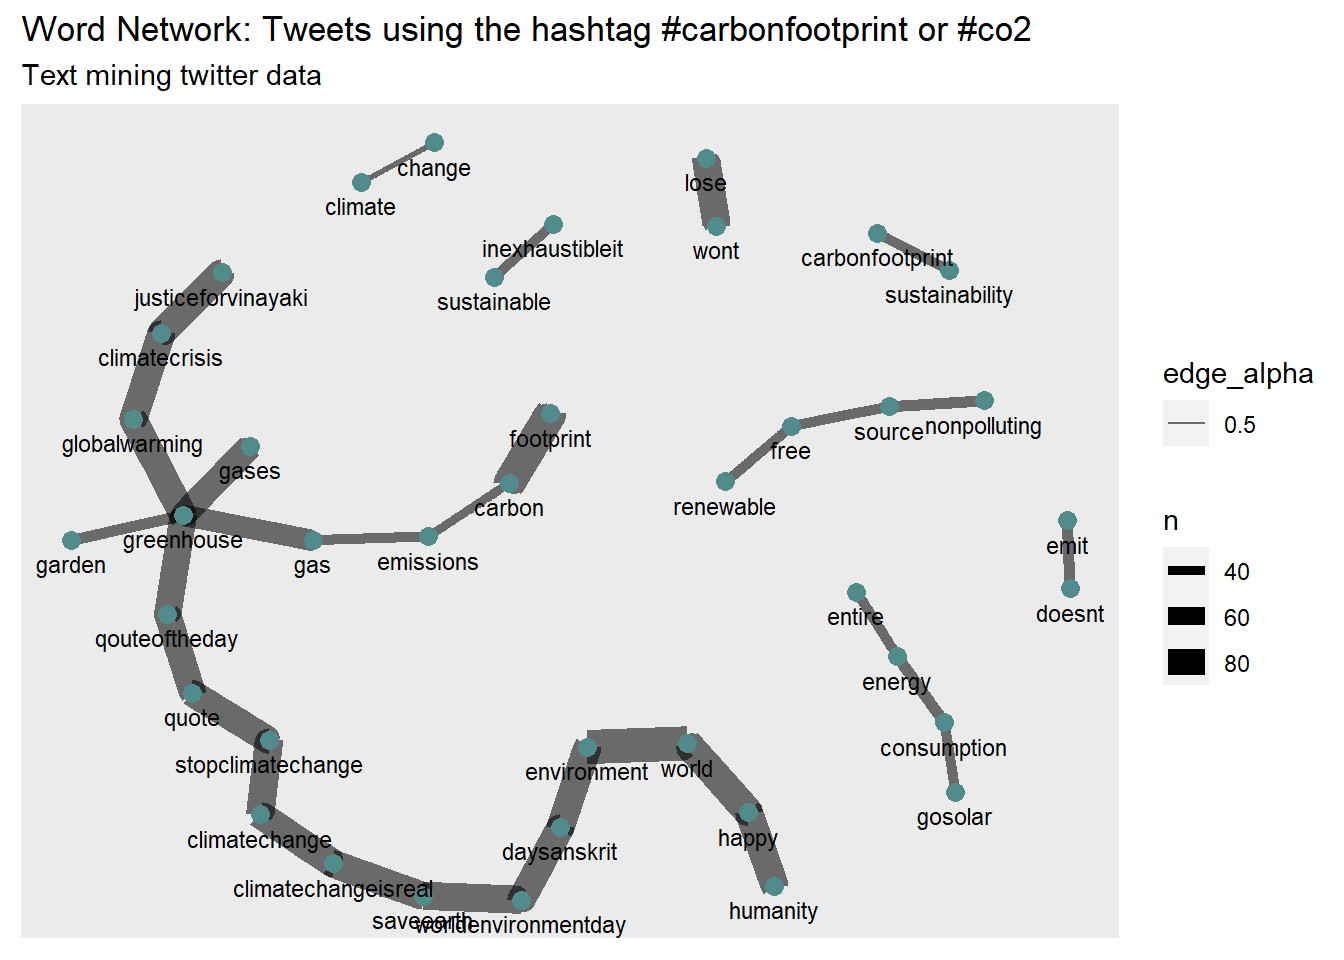 Word Network: Tweets using the hashtag #carbonfootprint or #co2
Text mining twitter data
change
climate
lose
inexhaustibleit
wont
carbonfootprint
sustainable
sustainability
justiceforvinayaki
climatecrisis
globalwarming
footprint
source
nonpolluting
free
gases
renewable
carbon
greenhouse
emit
garden
gas
emissions
doesnt
entire
qouteoftheday
energy
quote
consumption
stopclimatechange
environment
world
gosolar
climatechange
happy
daysanskrit
climatechangeisreal
humanity
saveearth
worldenvironmentday
edge_alpha
0.5
n
40
60
80